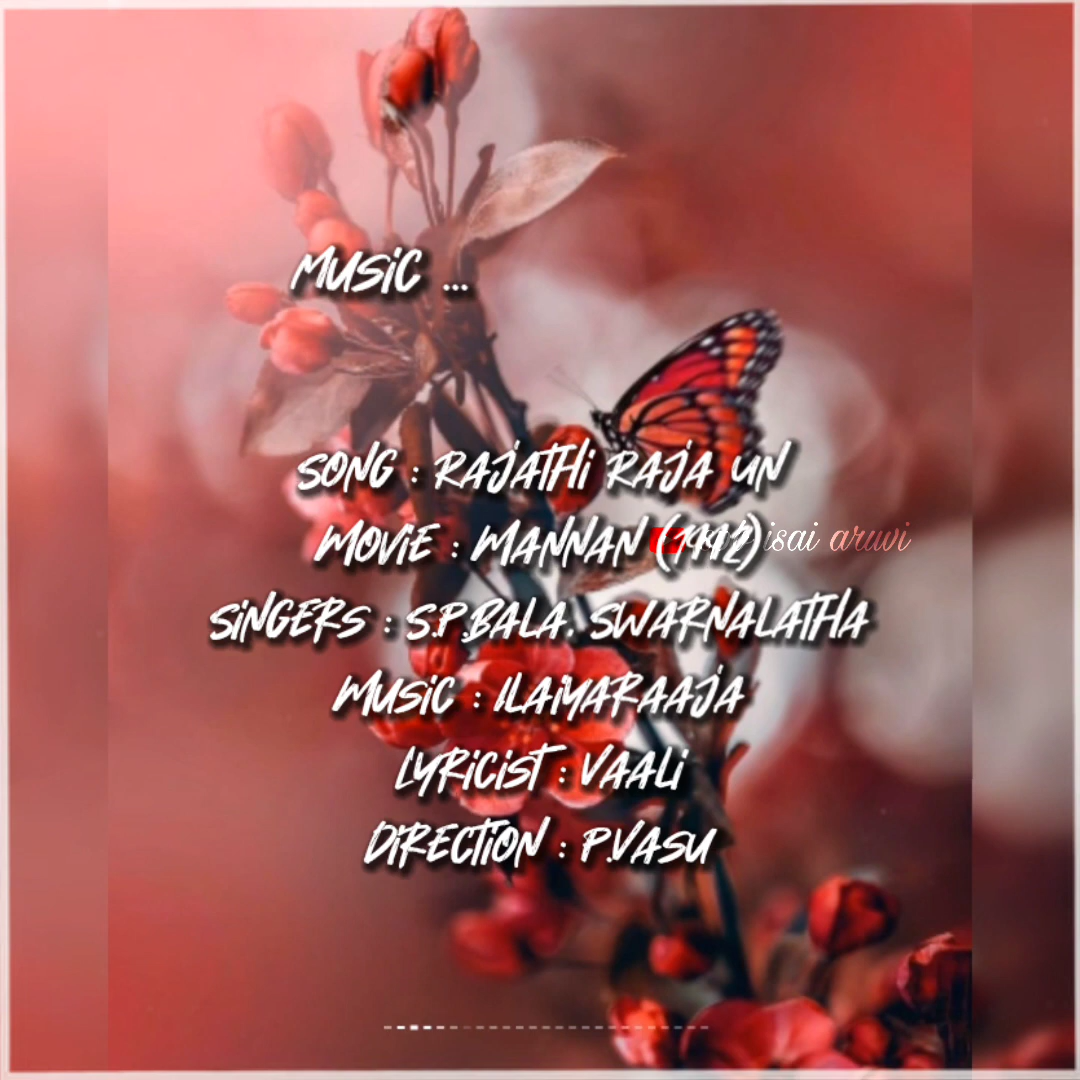 MUSiC ...
SONG : RAJATHi RAJA UN
MOViE : MANNAN (1992)
isai aruvi
SiNGERS : S.P.BALA. SWARNALATHA
MUSiC : ILAiYARAAJA
LYRiCiST : VAALi
DiRECTiON : P.VASU